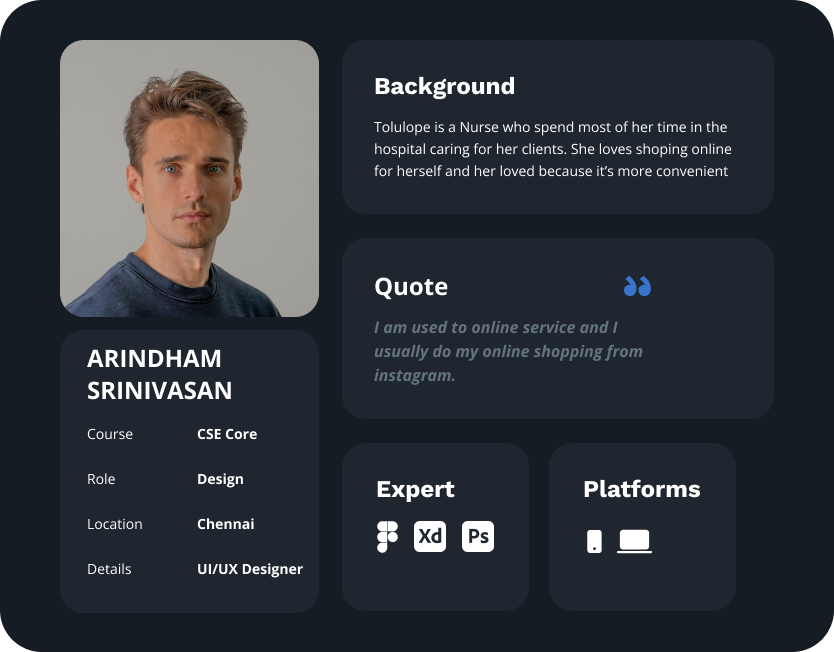 Background
Tolulope is a Nurse who spend most of her time in the
hospital caring for her clients. She loves shoping online
for herself and her loved because it’s more convenient
Quote
I am used to online service and I
usually do my online shopping from
instagram.
ARINDHAM
SRINIVASAN
Course CSE Core
Role Design
Location Chennai
Details UI/UX Designer
Expert
Xd Ps
Platforms